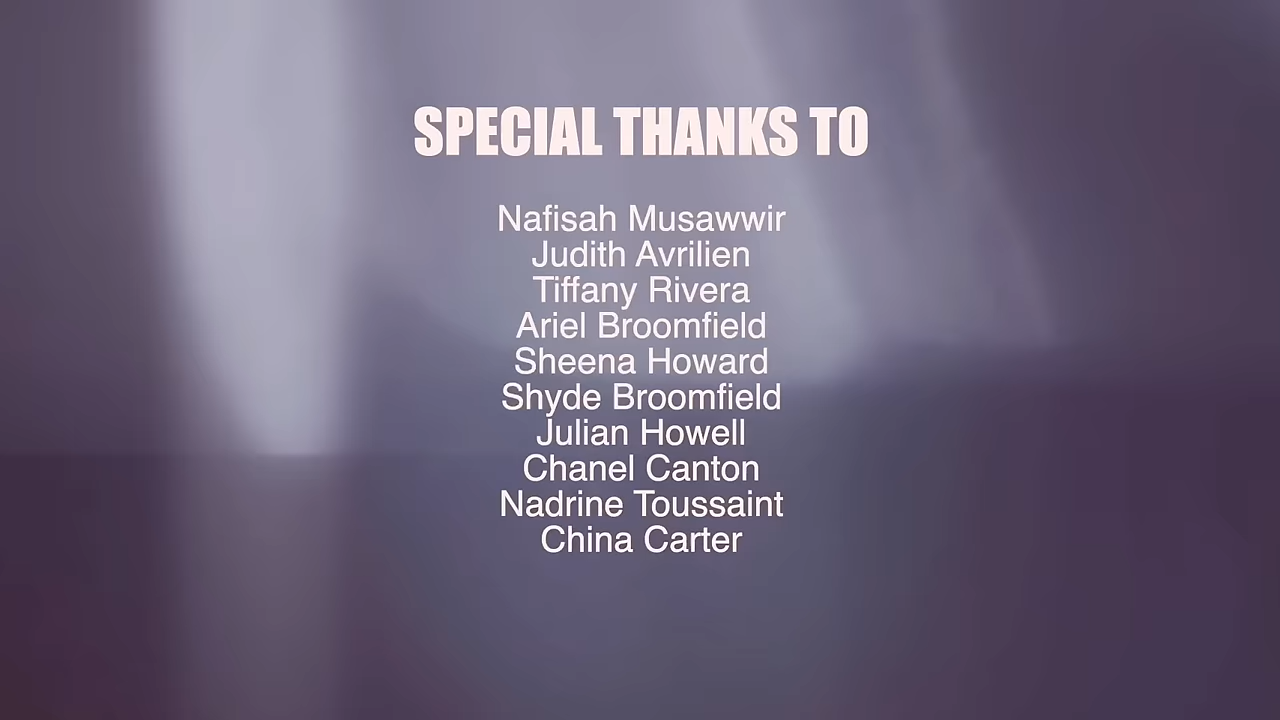 SPECIAL THANKS TO
Nafisah Musawwir
Judith Avrilien
Tiffany Rivera
Ariel Broomfield
Sheena Howard
Shyde Broomfield
Julian Howell
Chanel Canton
Nadrine Toussaint
China Carter